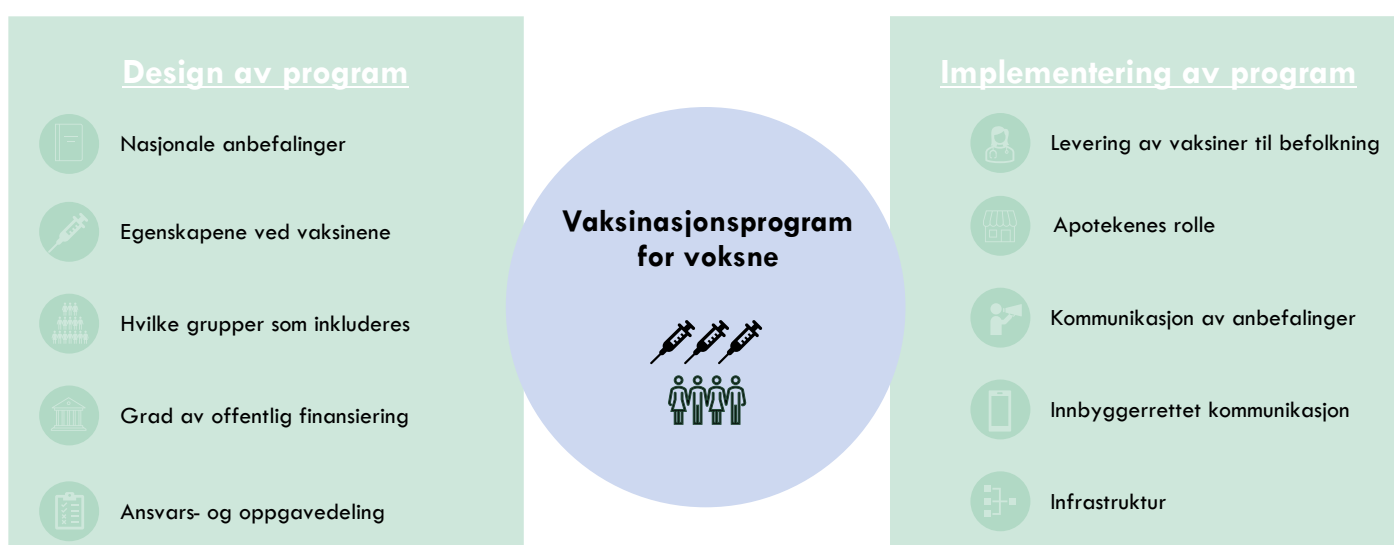 Design av program
Nasjonale anbefalinger
Egenskapene ved vaksinene
Hvilke grupper som inkluderes
Grad av offentlig finansiering
Ansvars- og oppgavedeling
Vaksinasjonsprogram
for voksne
Implementering av program
Levering av vaksiner til befolkning
Apotekenes rolle
Kommunikasjon av anbefalinger
Innbyggerrettet kommunikasjon
Infrastruktur